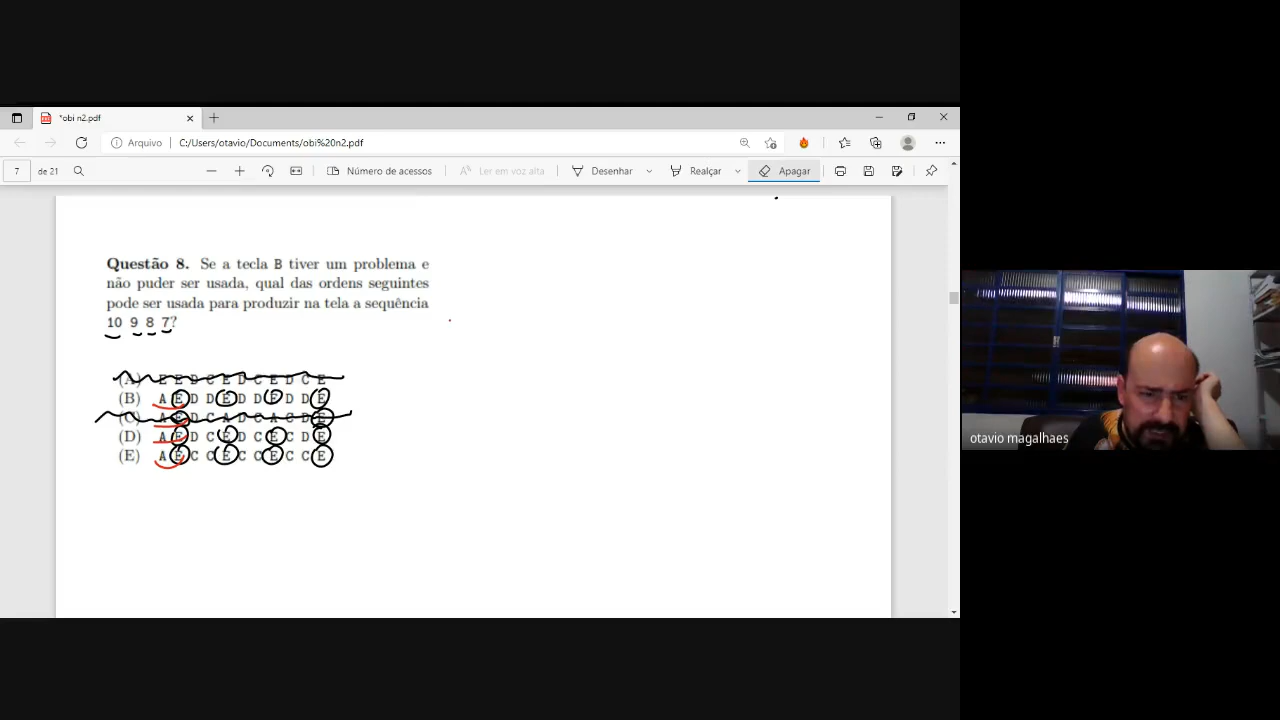 *obi n2.pdf
Arquivo C:/Users/otavio/Documents/obi%20n2.pdf
7 de 21 Número de acessos Ler em voz alta Desenhar Realçar Apagar
Questão 8. Se a tecla B tiver um problema e
não puder ser usada, qual das ordens seguintes
pode ser usada para produzir na tela a sequência
10 9 8 7?
(A) E E D C E D C E D C E
(B) A E D D E D D E D D E
(C) A E D C A D C A C D E
(D) A E D C E D C E C D E
(E) A E C C E C C E C C E
otavio magalhaes